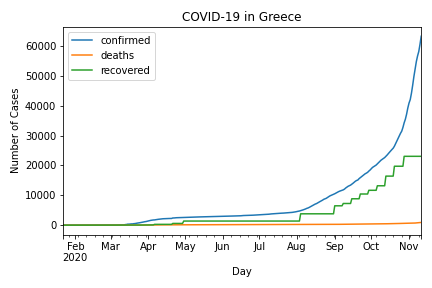 COVID-19 in Greece
confirmed
deaths
recovered
Number of Cases
60000
50000
40000
30000
20000
10000
0
Feb Mar Apr May Jun Jul Aug Sep Oct Nov
2020
Day